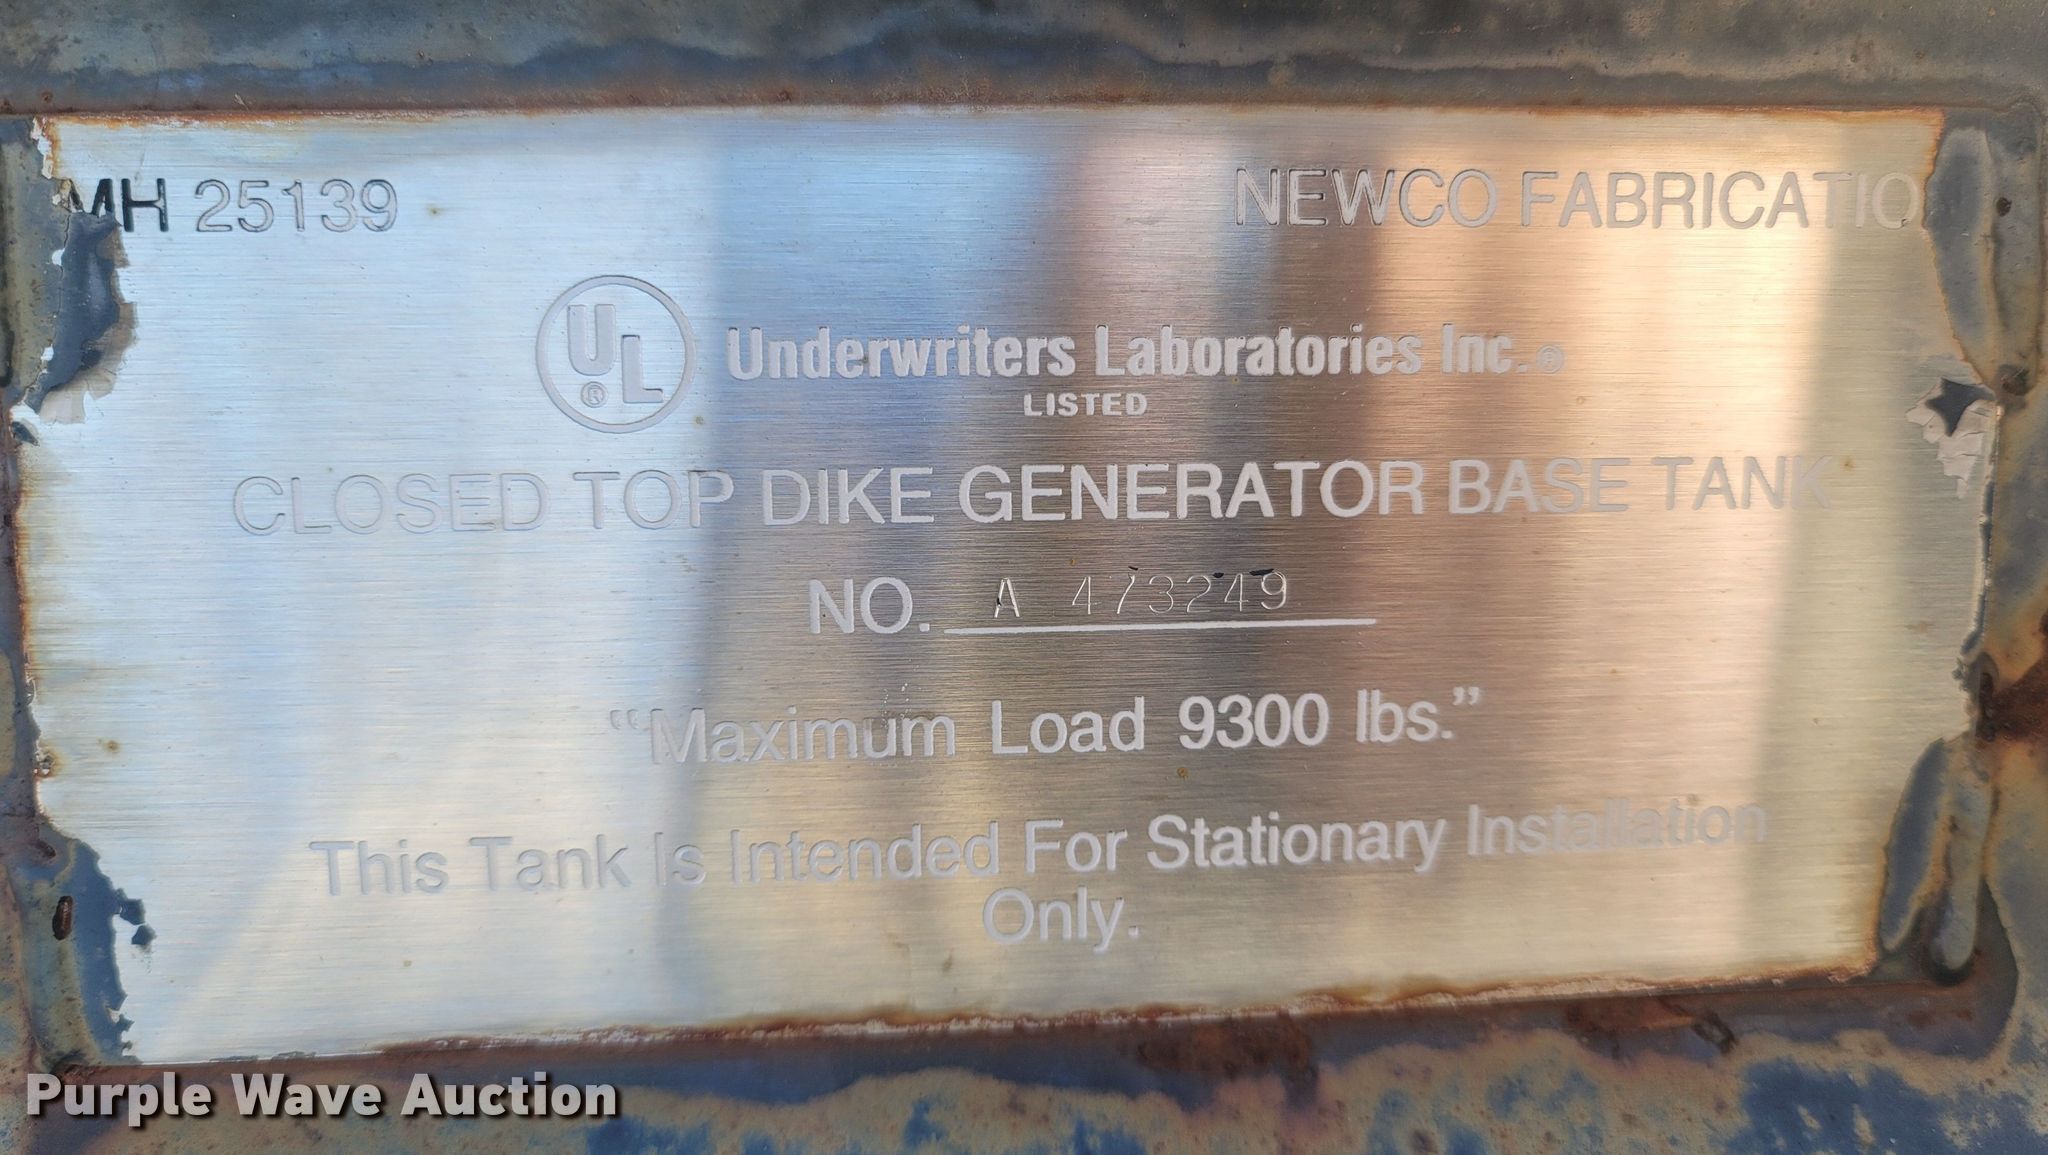 MH 25139
NEWCO FABRICATIO
UL ®
Underwriters Laboratories Inc.®
LISTED
CLOSED TOP DIKE GENERATOR BASE TANK
NO. A 473249
"Maximum Load 9300 lbs."
This Tank Is Intended For Stationary Installation
Only.
Purple Wave Auction